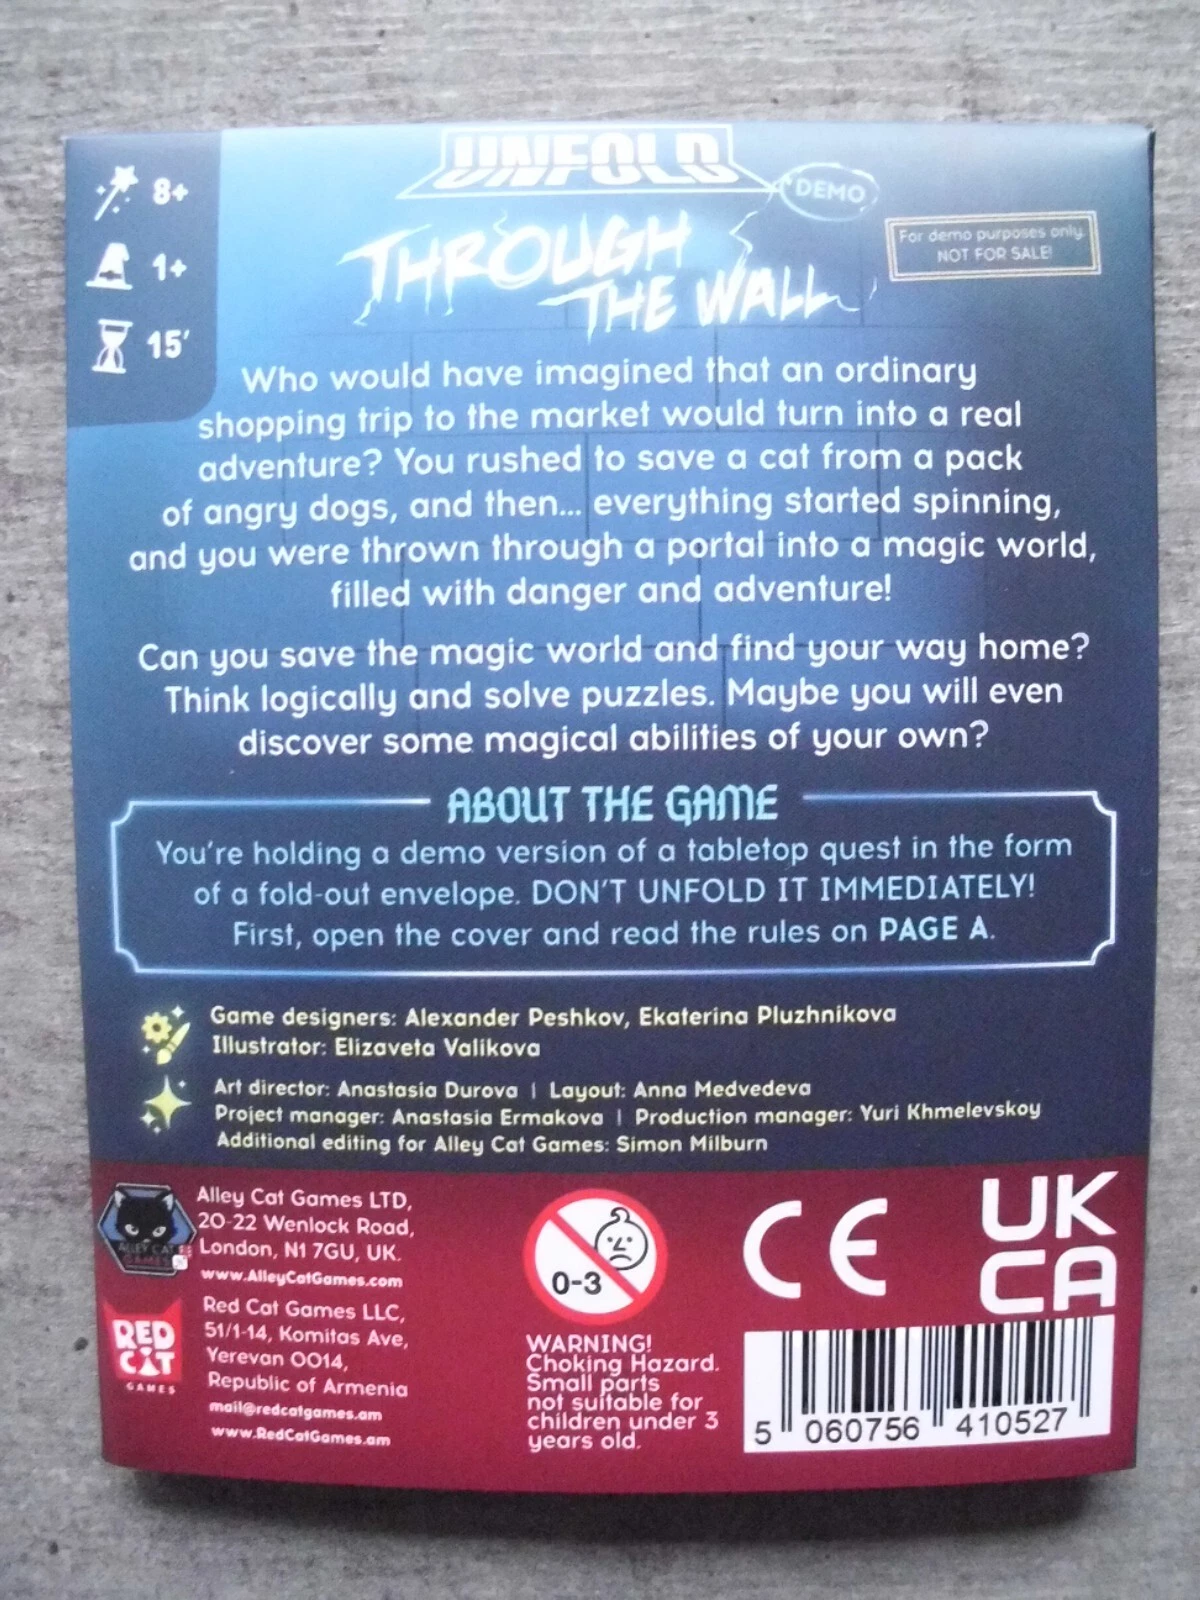 8+
1+
15'
UNFOLD
DEMO
THROUGH
THE WALL
For demo purposes only.
NOT FOR SALE!
Who would have imagined that an ordinary
shopping trip to the market would turn into a real
adventure? You rushed to save a cat from a pack
of angry dogs, and then... everything started spinning,
and you were thrown through a portal into a magic world,
filled with danger and adventure!
Can you save the magic world and find your way home?
Think logically and solve puzzles. Maybe you will even
discover some magical abilities of your own?
ABOUT THE GAME
You're holding a demo version of a tabletop quest in the form
of a fold-out envelope. DON'T UNFOLD IT IMMEDIATELY!
First, open the cover and read the rules on PAGE A.
Game designers: Alexander Peshkov, Ekaterina Pluzhnikova
Illustrator: Elizaveta Valikova
Art director: Anastasia Durova | Layout: Anna Medvedeva
Project manager: Anastasia Ermakova | Production manager: Yuri Khmelevskoy
Additional editing for Alley Cat Games: Simon Milburn
ALLEY CAT
GAMES
Alley Cat Games LTD,
20-22 Wenlock Road,
London, N1 7GU, UK.
www.AlleyCatGames.com
RED
CAT
GAMES
Red Cat Games LLC,
51/1-14, Komitas Ave,
Yerevan 0014,
Republic of Armenia
mail@redcatgames.am
www.RedCatGames.am
0-3
WARNING!
Choking Hazard.
Small parts
not suitable for
children under 3
years old.
CE
UK
CA
5 060756 410527